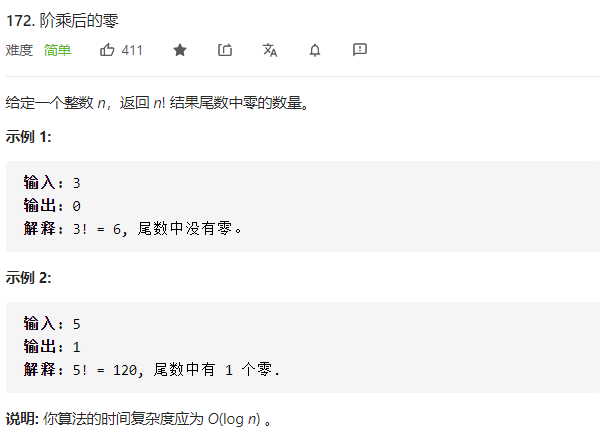 172. 阶乘后的零
难度 简单 411
给定一个整数 n，返回 n! 结果尾数中零的数量。
示例 1:
输入: 3
输出: 0
解释: 3! = 6, 尾数中没有零。
示例 2:
输入: 5
输出: 1
解释: 5! = 120, 尾数中有 1 个零.
说明: 你算法的时间复杂度应为 O(log n) 。